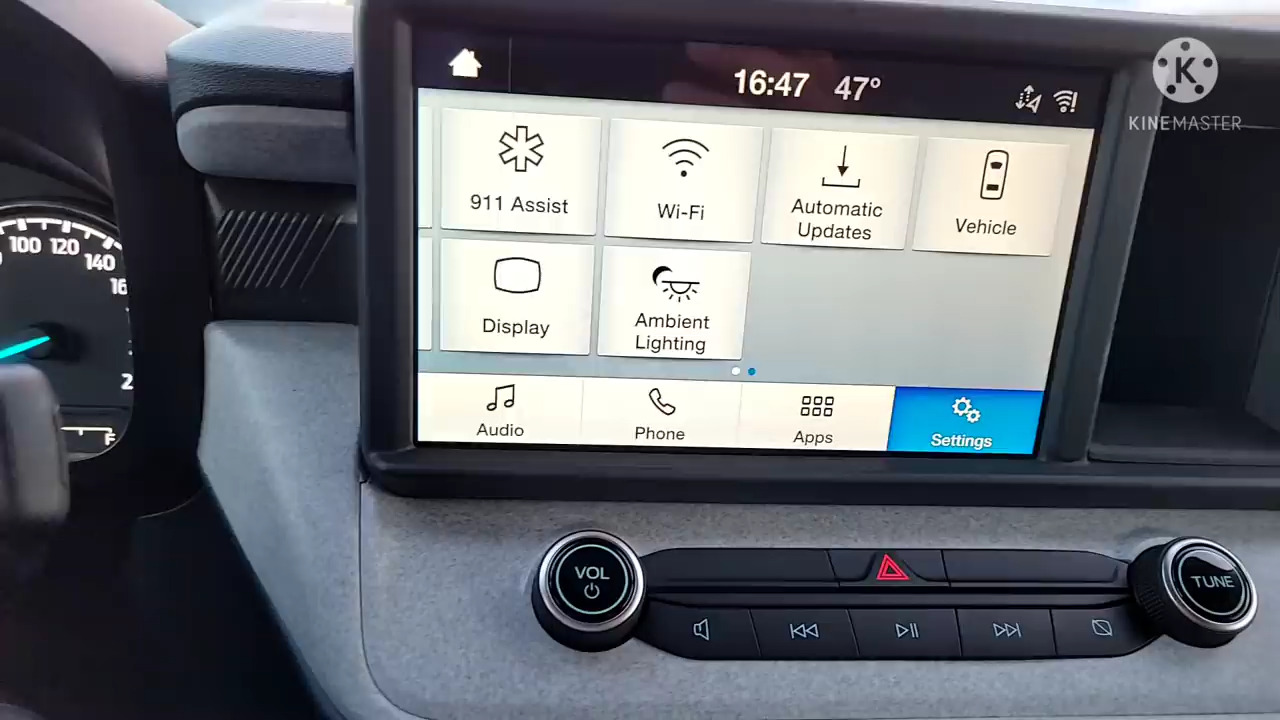 16:47 47°
KINEMASTER
K
911 Assist
Wi-Fi
Automatic
Updates
Vehicle
Display
Ambient
Lighting
Audio
Phone
Apps
Settings
100 120
140
F
VOL
TUNE